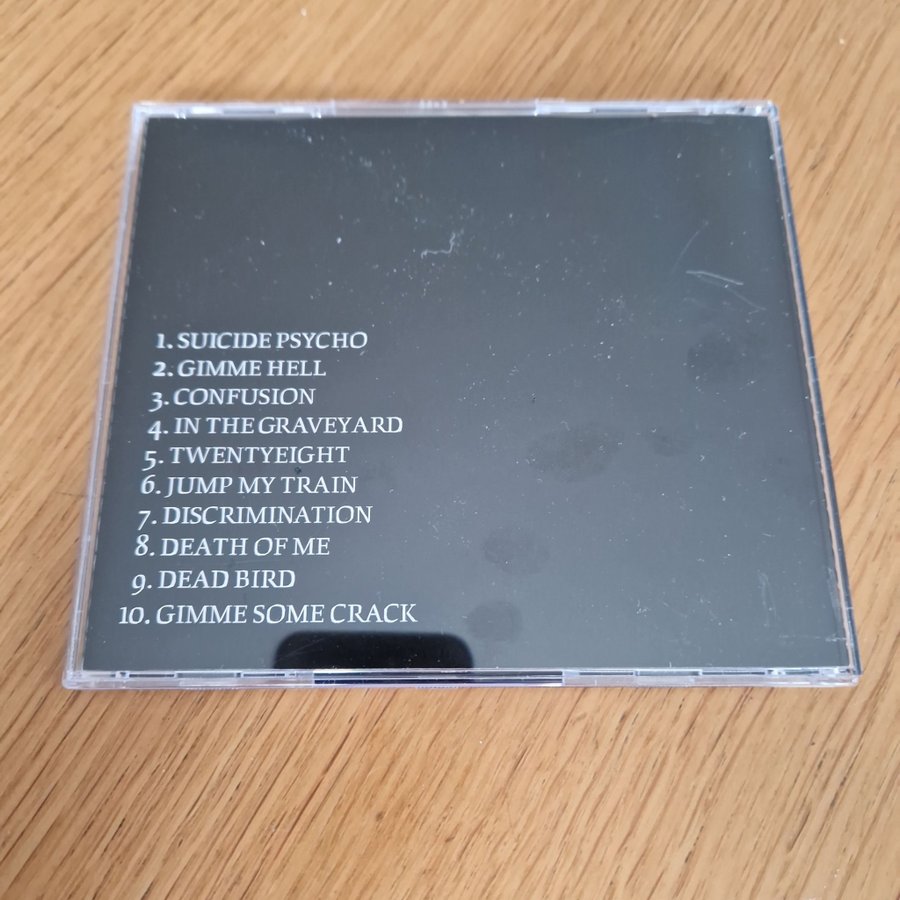 1. SUICIDE PSYCHO
2. GIMME HELL
3. CONFUSION
4. IN THE GRAVEYARD
5. TWENTYEIGHT
6. JUMP MY TRAIN
7. DISCRIMINATION
8. DEATH OF ME
9. DEAD BIRD
10. GIMME SOME CRACK